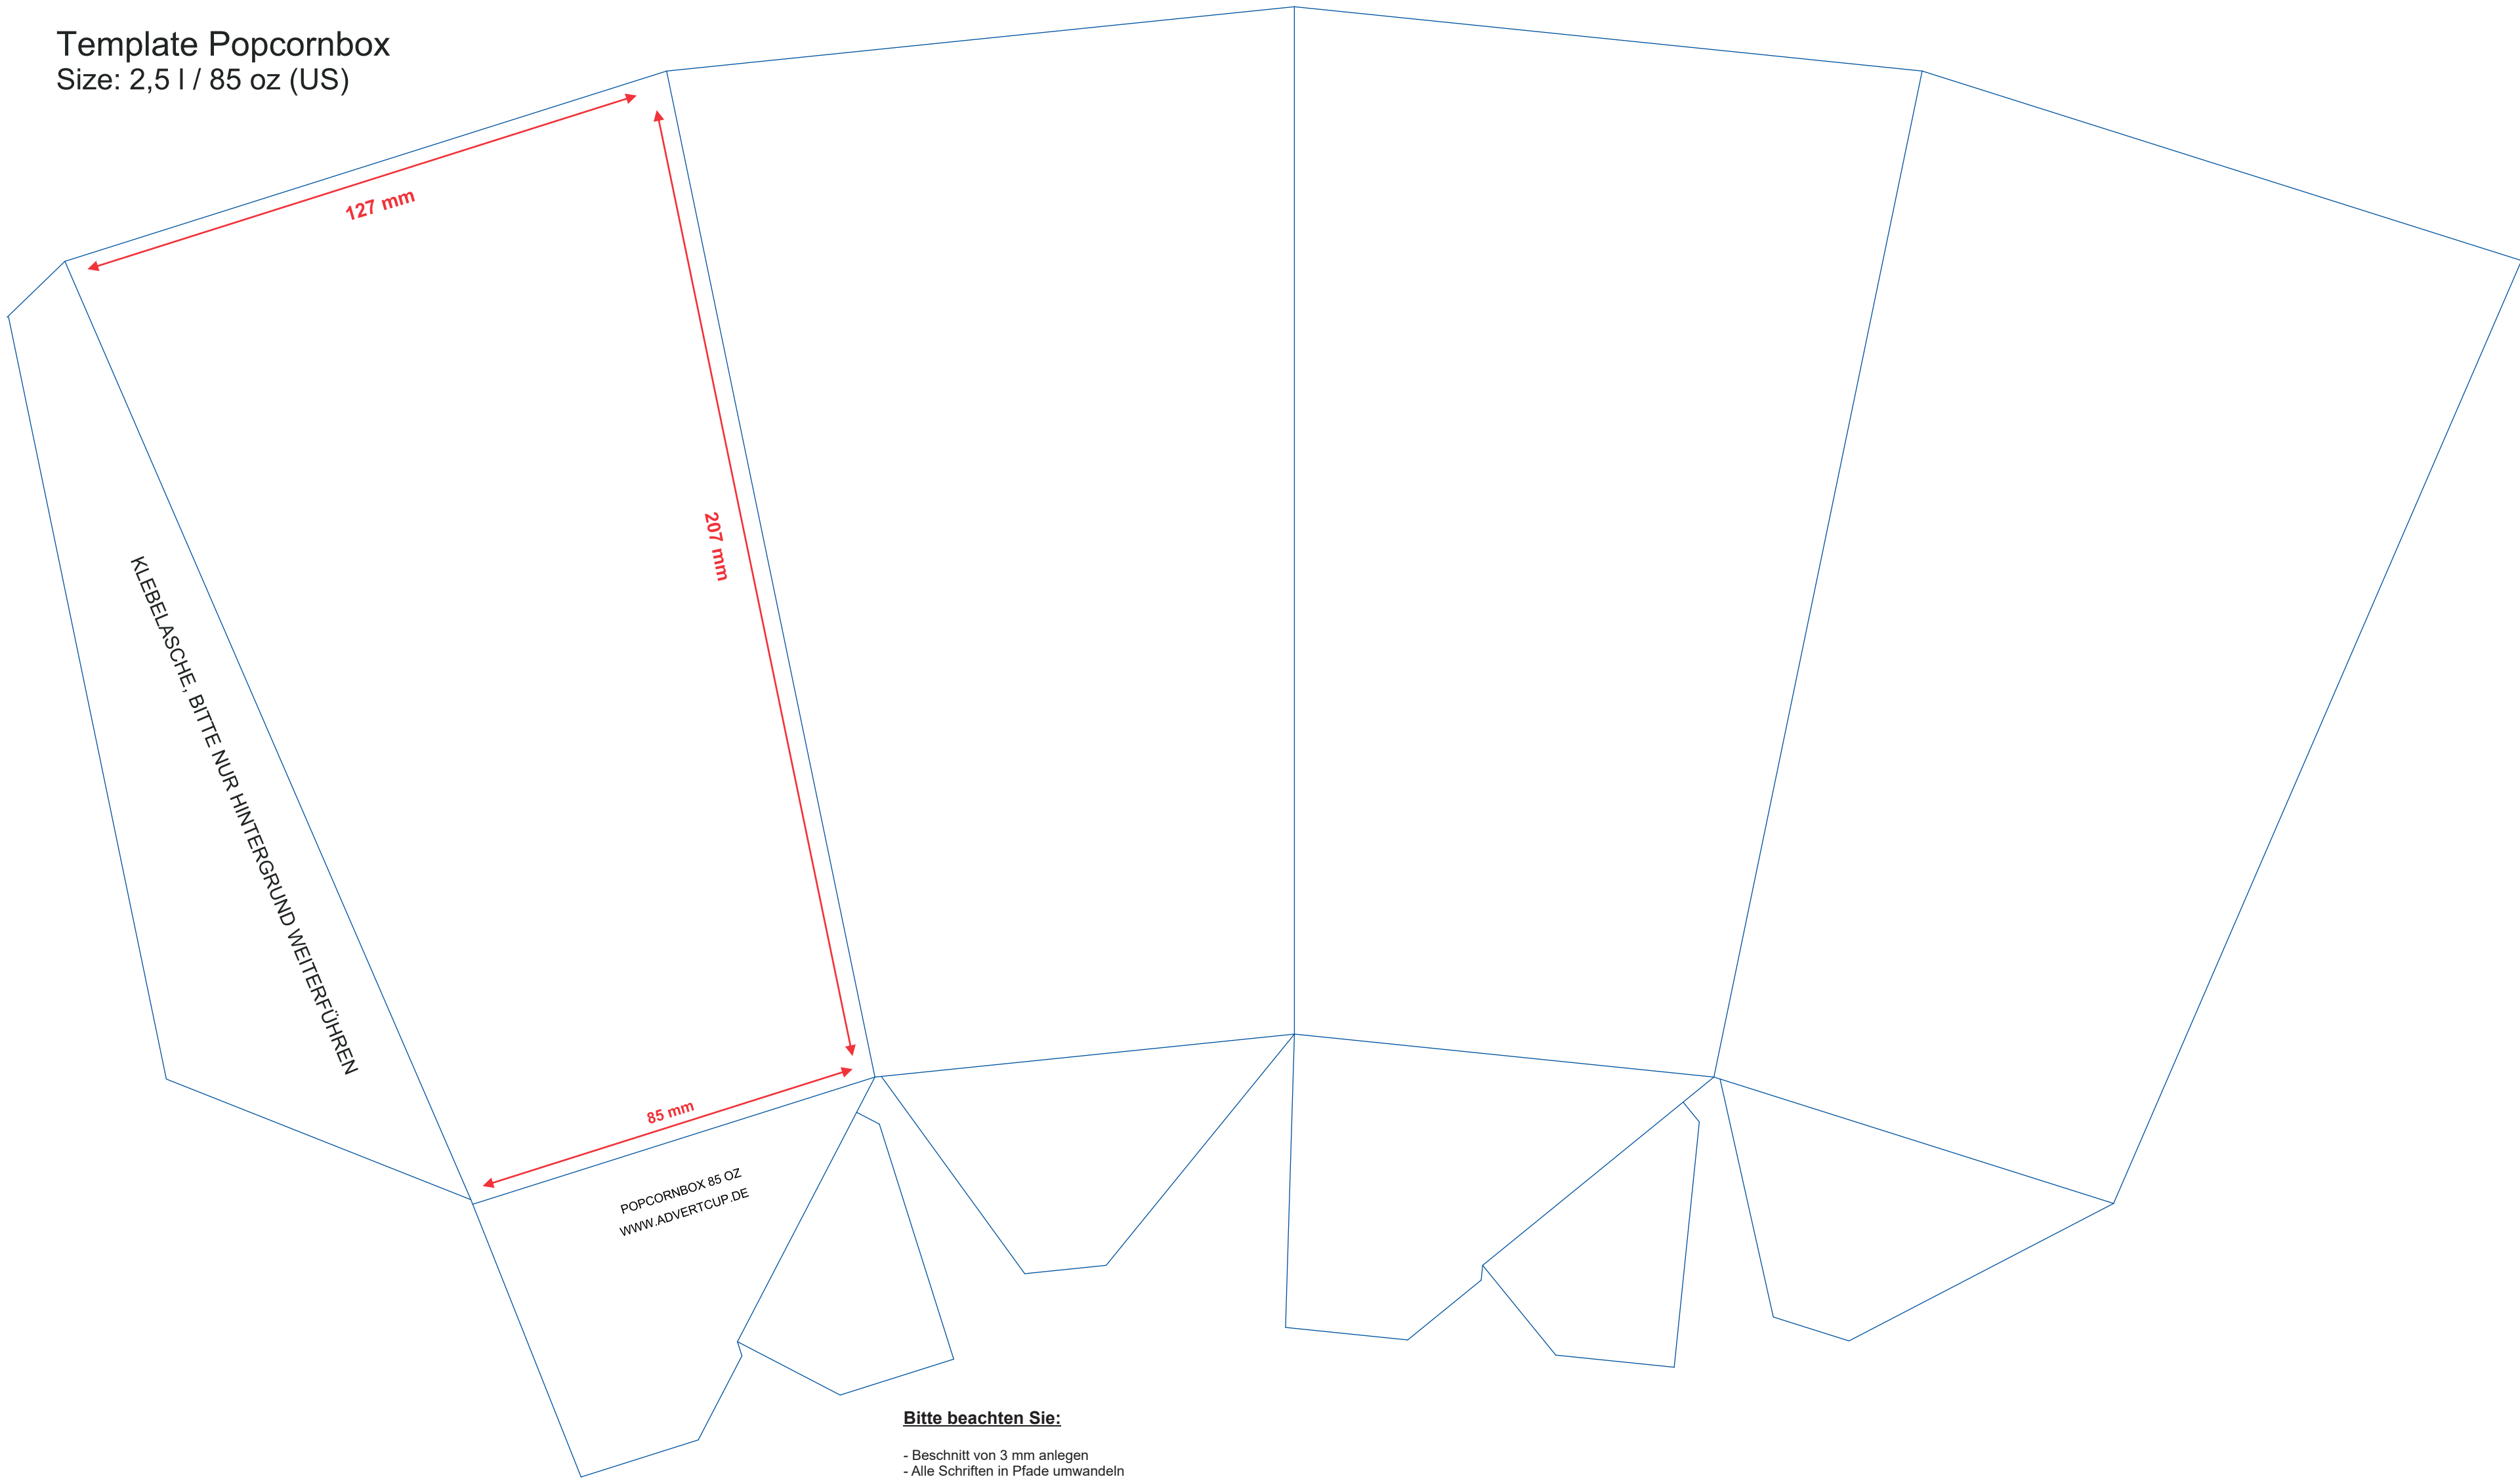 Template Popcornbox
Size: 2,5 l / 85 oz (US)
127 mm
207 mm
KLEBELASCHE, BITTE NUR HINTERGRUND WEITERFÜHREN
85 mm
POPCORNBOX 85 OZ
WWW.ADVERTCUP.DE
Bitte beachten Sie:
- Beschnitt von 3 mm anlegen
- Alle Schriften in Pfade umwandeln